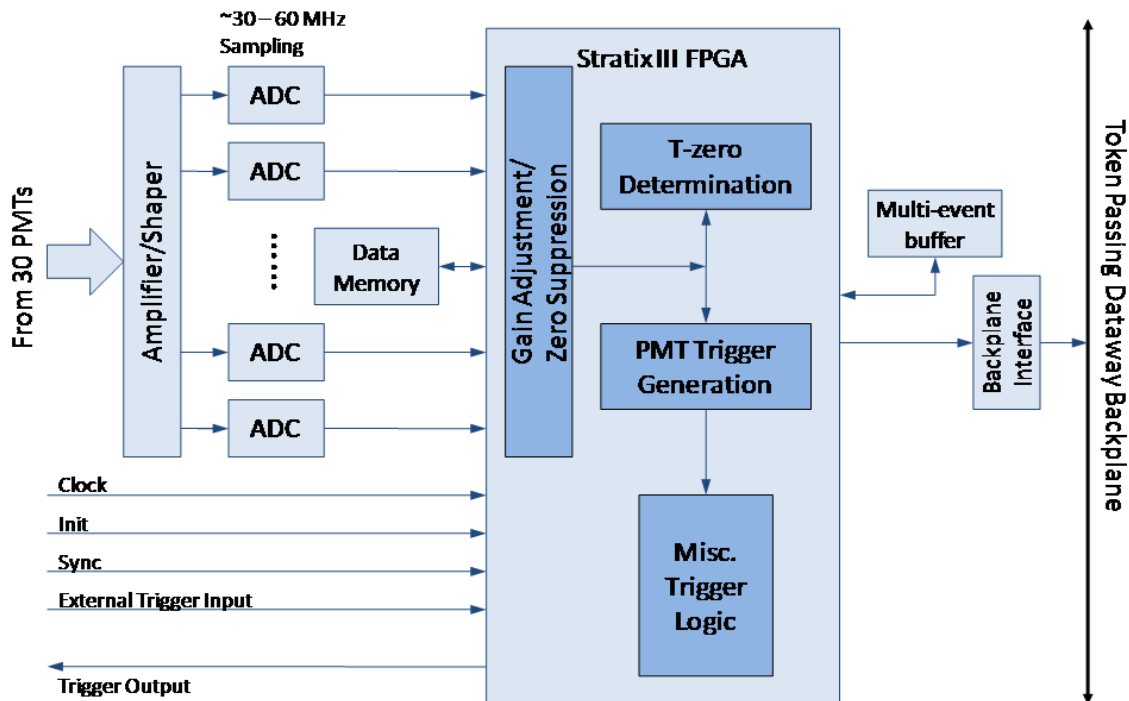 ~30 – 60 MHz
Sampling
Stratix III FPGA
From 30 PMTs
Amplifier/Shaper
ADC
ADC
......
Data
Memory
ADC
ADC
Gain Adjustment/
Zero Suppression
T-zero
Determination
PMT Trigger
Generation
Misc.
Trigger
Logic
Multi-event
buffer
Backplane
Interface
Token Passing Dataway Backplane
Clock
Init
Sync
External Trigger Input
Trigger Output